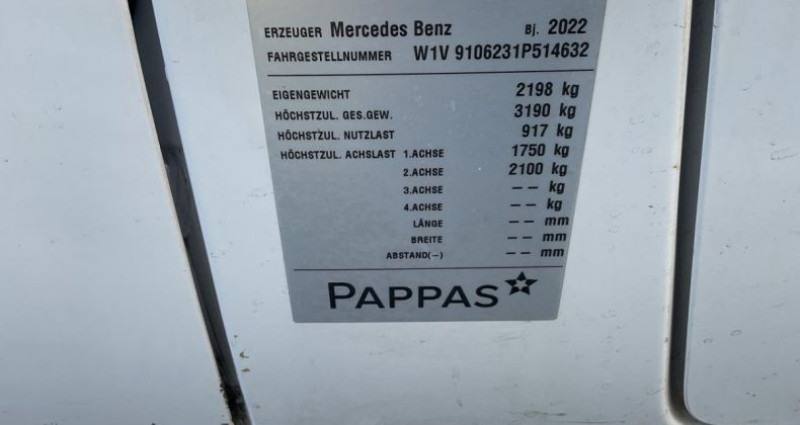 ERZEUGER Mercedes Benz Bj. 2022
FAHRGESTELLNUMMER W1V 9106231P514632
EIGENGEWICHT 2198 kg
HÖCHSTZUL. GES.GEW. 3190 kg
HÖCHSTZUL. NUTZLAST 917 kg
HÖCHSTZUL. ACHSLAST 1.ACHSE 1750 kg
2.ACHSE 2100 kg
3.ACHSE -- kg
4.ACHSE -- kg
LÄNGE -- mm
BREITE -- mm
ABSTAND(-) -- mm
PAPPAS